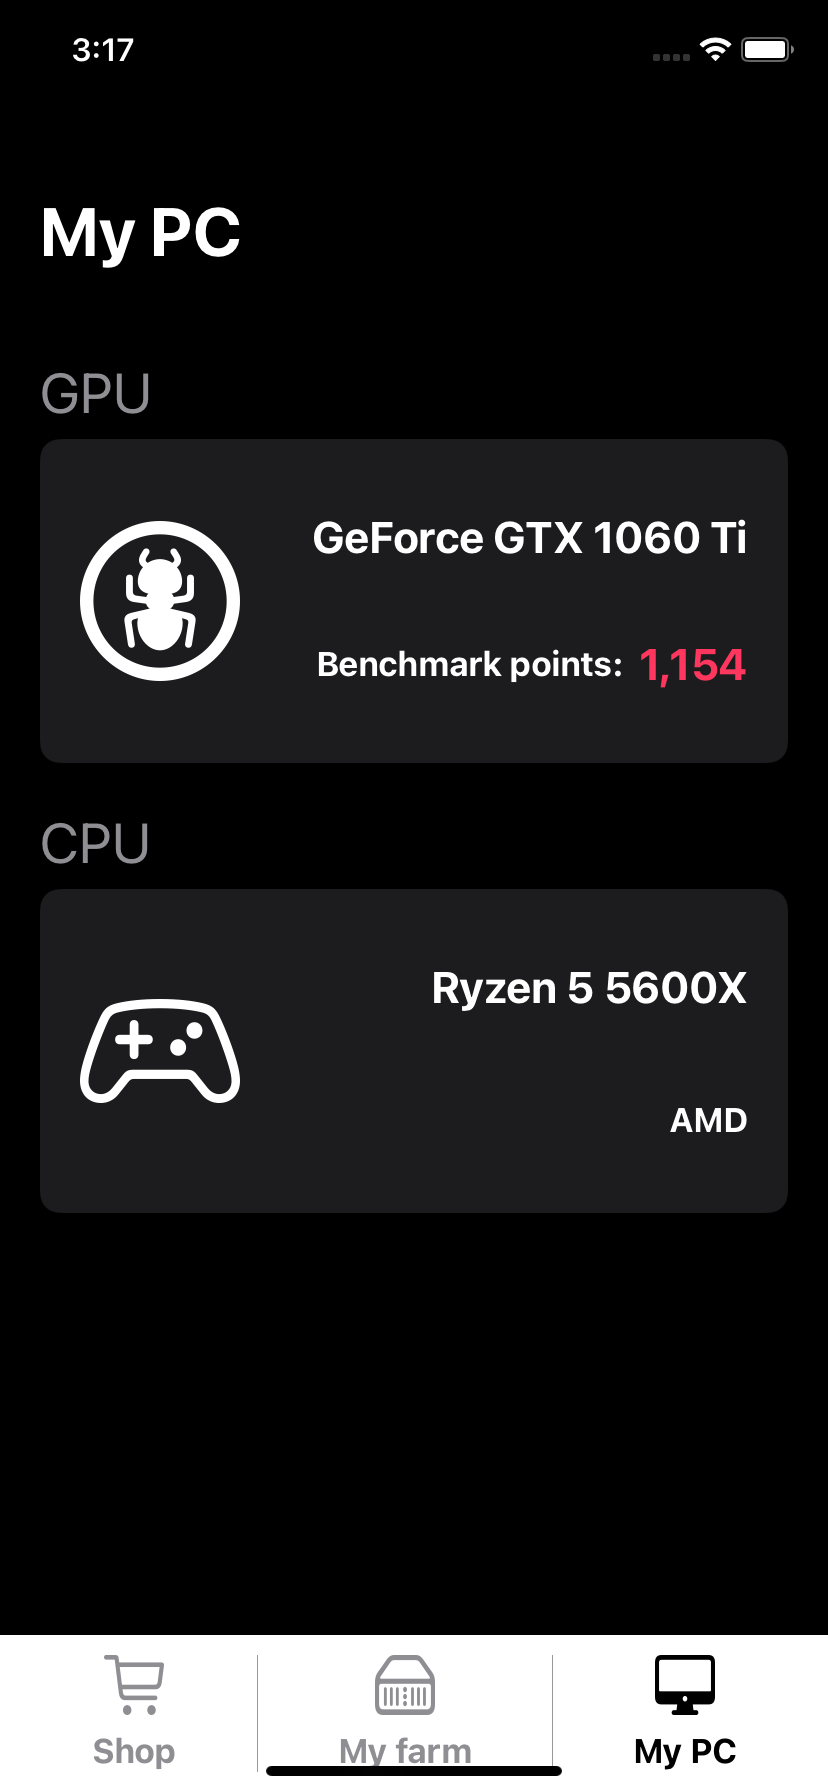 3:17
My PC
GPU
GeForce GTX 1060 Ti
Benchmark points: 1,154
CPU
Ryzen 5 5600X
AMD
Shop
My farm
My PC